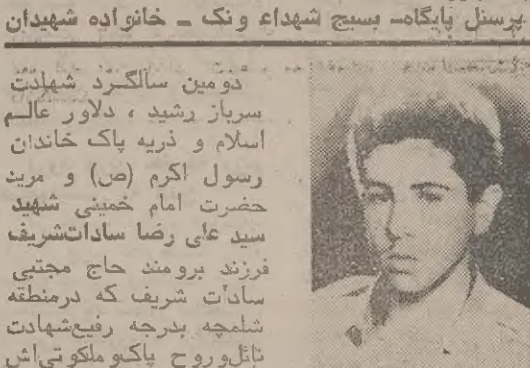 پرسنل پایگاه- بسیج شهداء ونک - خانواده شهیدان
دومین سالگرد شهادت
سرباز رشید ، دلاور عالم
اسلام و ذریه پاک خاندان
رسول اکرم (ص) و مرید
حضرت امام خمینی شهید
سید علی رضا سادات‌شریف
فرزند برومند حاج مجتبی
سادات شریف که درمنطقه
شلمچه بدرجه رفیع‌شهادت
نائل‌وروح پاک‌وملکوتی‌اش